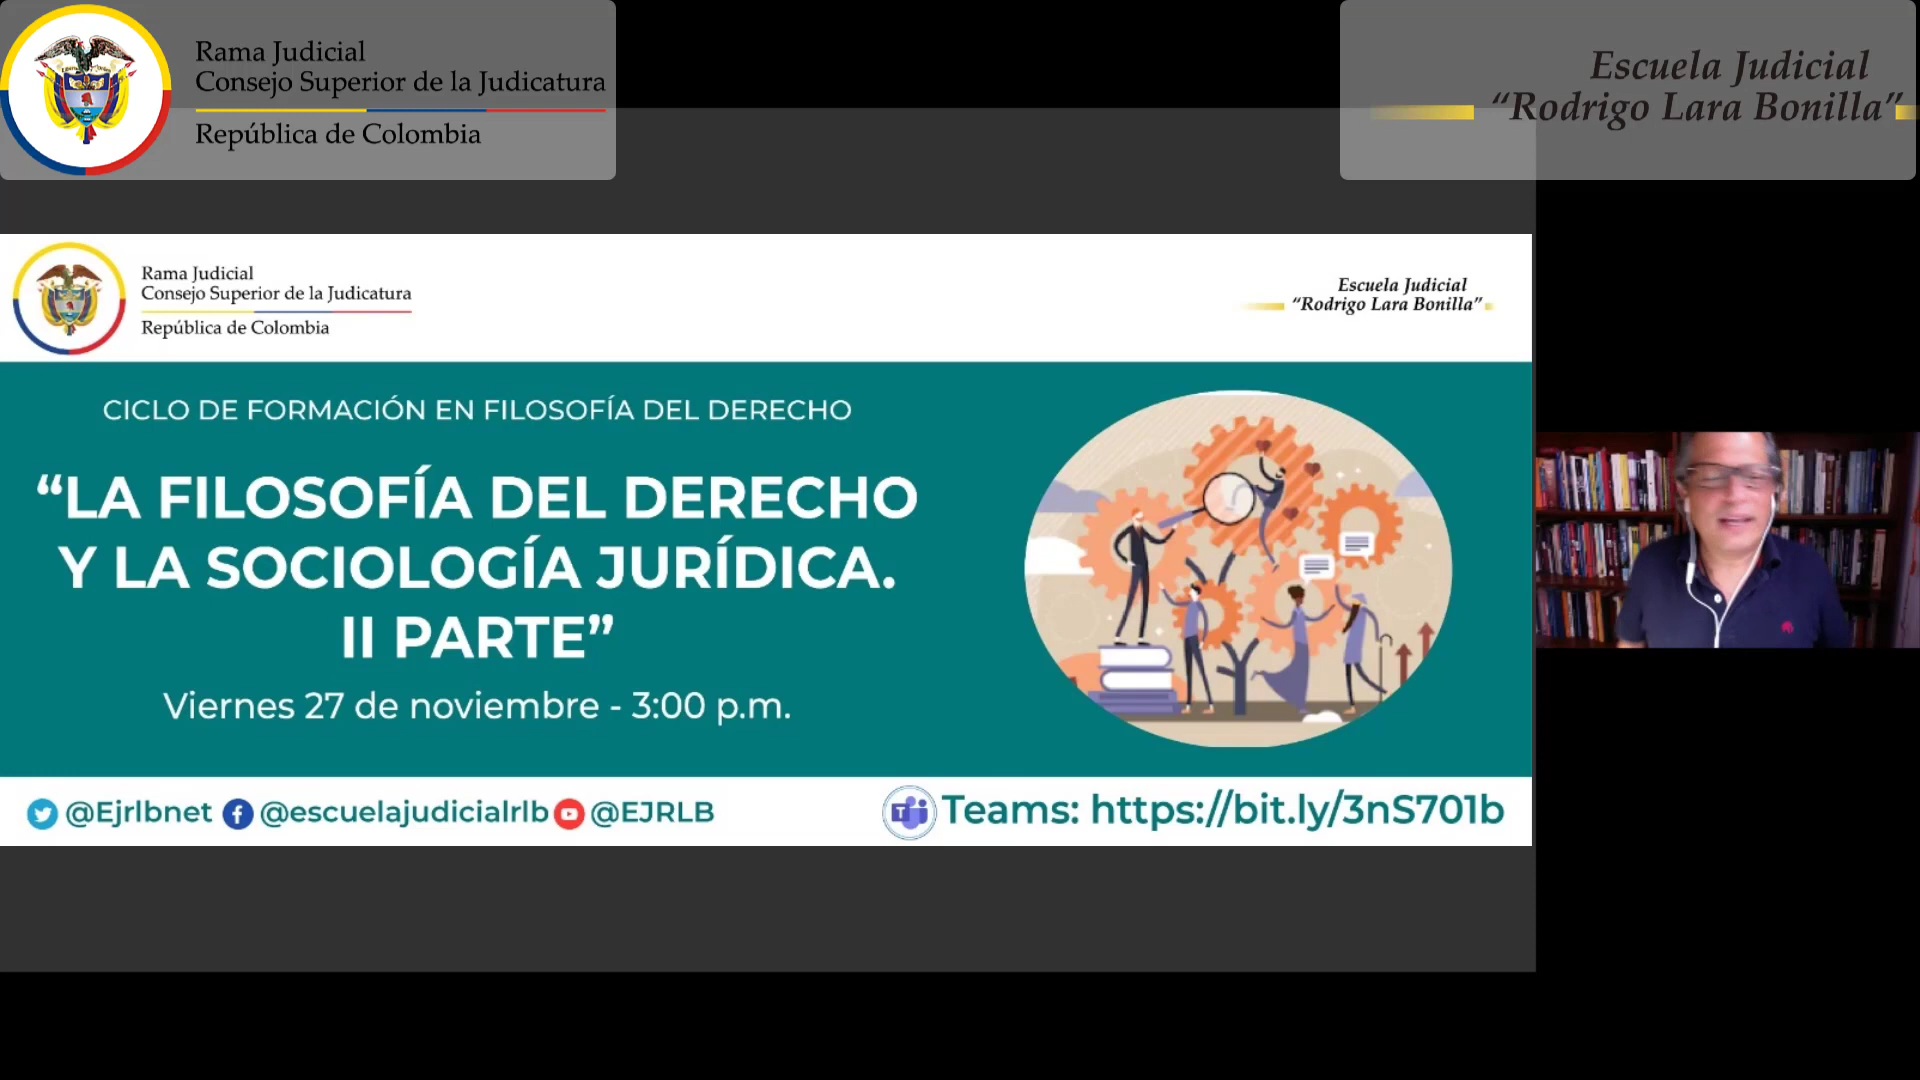 Rama Judicial
Consejo Superior de la Judicatura
República de Colombia
Escuela Judicial
“Rodrigo Lara Bonilla”
Rama Judicial
Consejo Superior de la Judicatura
República de Colombia
Escuela Judicial
“Rodrigo Lara Bonilla”
CICLO DE FORMACIÓN EN FILOSOFÍA DEL DERECHO
“LA FILOSOFÍA DEL DERECHO
Y LA SOCIOLOGÍA JURÍDICA.
II PARTE”
Viernes 27 de noviembre - 3:00 p.m.
@Ejrlbnet @escuelajudicialrlb @EJRLB
Teams: https://bit.ly/3nS701b